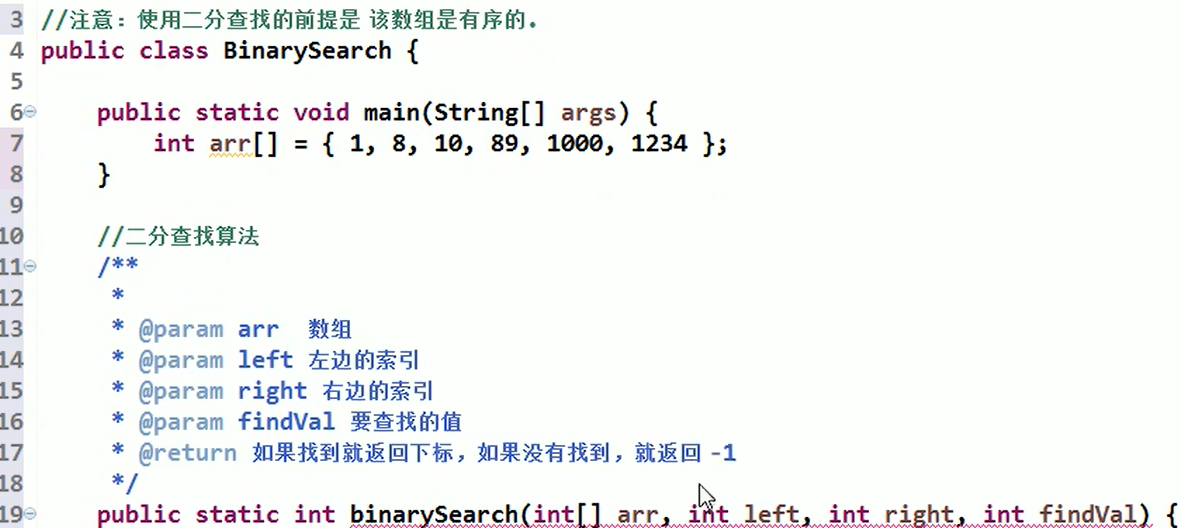 3 //注意：使用二分查找的前提是 该数组是有序的.
4 public class BinarySearch {
5
6 public static void main(String[] args) {
7 int arr[] = { 1, 8, 10, 89, 1000, 1234 };
8 }
9
10 //二分查找算法
11 /**
12 *
13 * @param arr 数组
14 * @param left 左边的索引
15 * @param right 右边的索引
16 * @param findVal 要查找的值
17 * @return 如果找到就返回下标，如果没有找到，就返回 -1
18 */
19 public static int binarySearch(int[] arr, int left, int right, int findVal) {